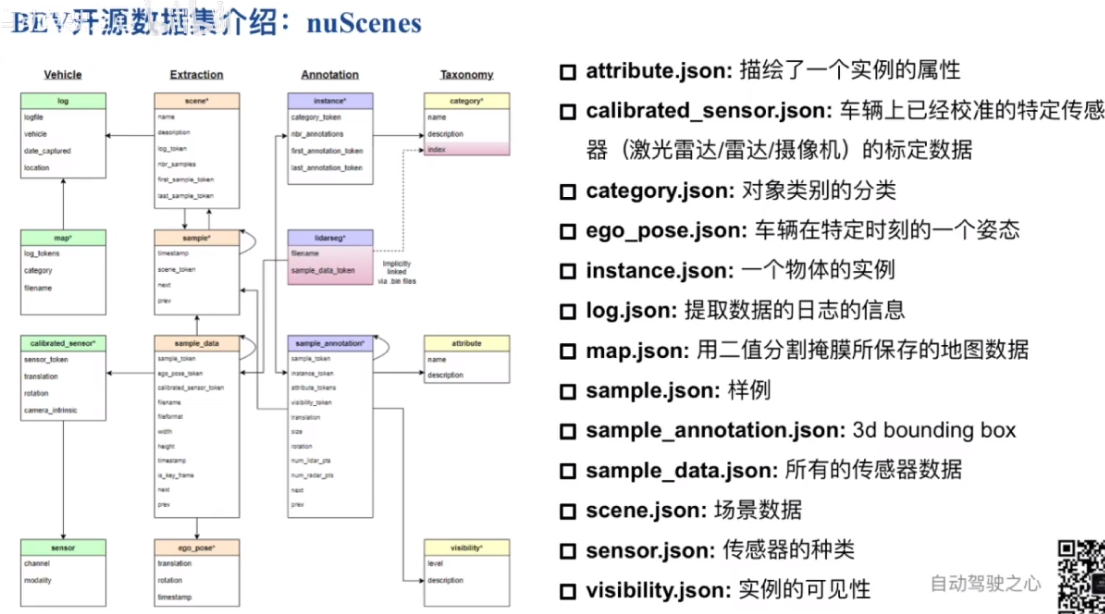 BEV开源数据集介绍：nuScenes
Vehicle
Extraction
Annotation
Taxonomy
log
logfile
vehicle
date_captured
location
scene*
name
description
log_token
nbr_samples
first_sample_token
last_sample_token
instance*
category_token
nbr_annotations
first_annotation_token
last_annotation_token
category*
name
description
index
map*
log_tokens
category
filename
sample*
timestamp
scene_token
next
prev
lidarseg*
filename
sample_data_token
Implicitly
linked
via .bin files
calibrated_sensor*
sensor_token
translation
rotation
camera_intrinsic
sample_data
sample_token
ego_pose_token
calibrated_sensor_token
filename
fileformat
width
height
timestamp
is_key_frame
next
prev
sample_annotation*
sample_token
instance_token
attribute_tokens
visibility_token
translation
size
rotation
num_lidar_pts
num_radar_pts
next
prev
attribute
name
description
sensor
channel
modality
ego_pose*
translation
rotation
timestamp
visibility*
level
description
attribute.json: 描绘了一个实例的属性
calibrated_sensor.json: 车辆上已经校准的特定传感
器（激光雷达/雷达/摄像机）的标定数据
category.json: 对象类别的分类
ego_pose.json: 车辆在特定时刻的一个姿态
instance.json: 一个物体的实例
log.json: 提取数据的日志的信息
map.json: 用二值分割掩膜所保存的地图数据
sample.json: 样例
sample_annotation.json: 3d bounding box
sample_data.json: 所有的传感器数据
scene.json: 场景数据
sensor.json: 传感器的种类
visibility.json: 实例的可见性
自动驾驶之心